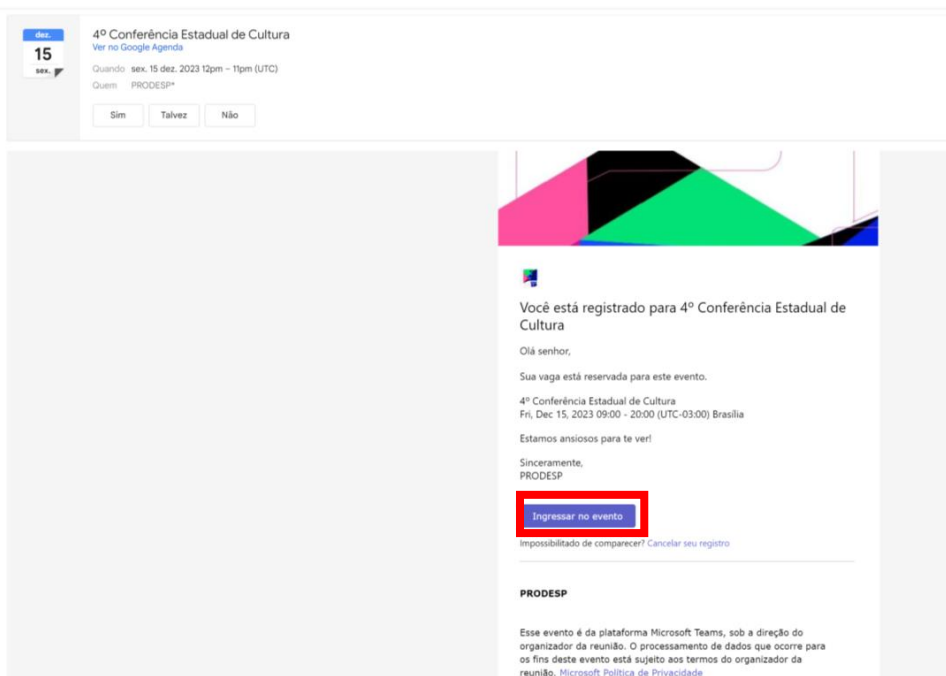 dez.
15
sex.
4º Conferência Estadual de Cultura
Ver no Google Agenda
Quando sex. 15 dez. 2023 12pm – 11pm (UTC)
Quem PRODESP*
Sim Talvez Não
Você está registrado para 4º Conferência Estadual de
Cultura
Olá senhor,
Sua vaga está reservada para este evento.
4º Conferência Estadual de Cultura
Fri, Dec 15, 2023 09:00 - 20:00 (UTC-03:00) Brasília
Estamos ansiosos para te ver!
Sinceramente,
PRODESP
Ingressar no evento
Impossibilitado de comparecer? Cancelar seu registro
PRODESP
Esse evento é da plataforma Microsoft Teams, sob a direção do
organizador da reunião. O processamento de dados que ocorre para
os fins deste evento está sujeito aos termos do organizador da
reunião. Microsoft Política de Privacidade